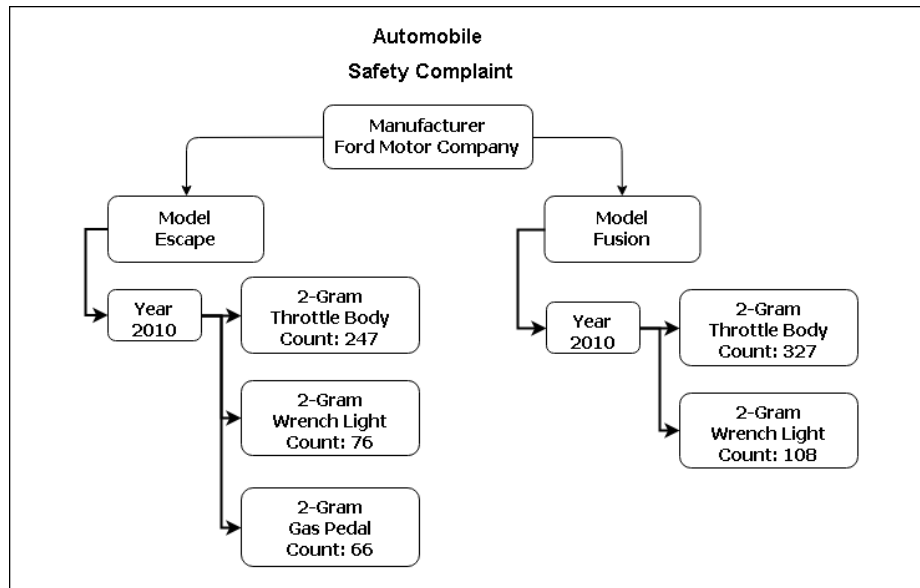 Automobile
Safety Complaint
Manufacturer
Ford Motor Company
Model
Escape
Year
2010
2-Gram
Throttle Body
Count: 247
2-Gram
Wrench Light
Count: 76
2-Gram
Gas Pedal
Count: 66
Model
Fusion
Year
2010
2-Gram
Throttle Body
Count: 327
2-Gram
Wrench Light
Count: 108